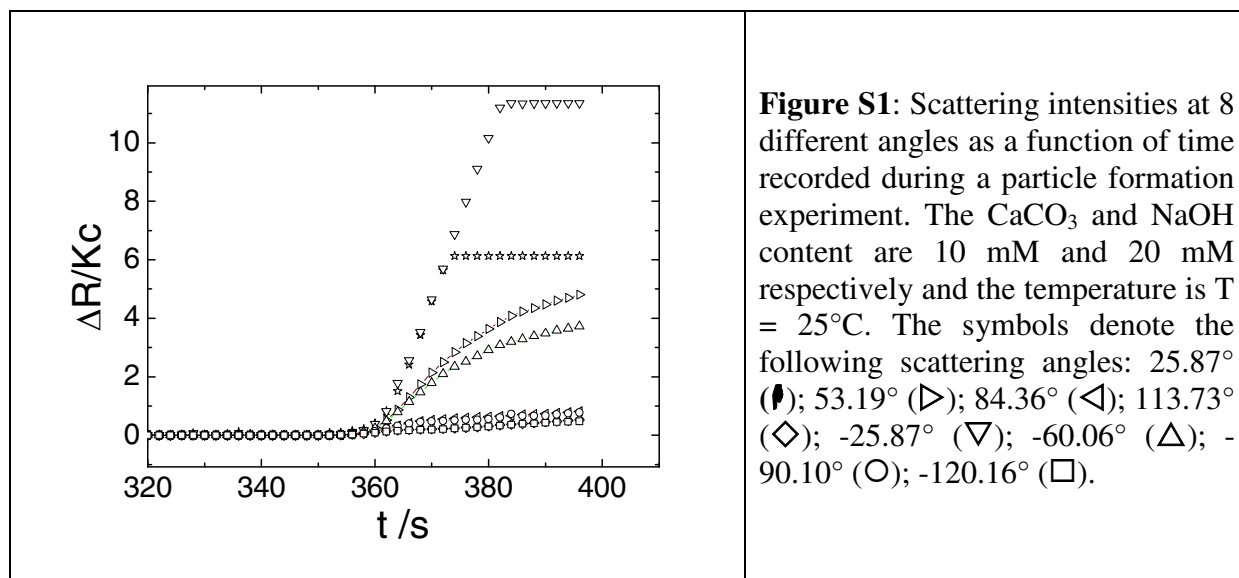 10
8
6
4
2
0
ΔR/Kc
320
340
360
380
400
t /s
Figure S1: Scattering intensities at 8
different angles as a function of time
recorded during a particle formation
experiment. The CaCO₃ and NaOH
content are 10 mM and 20 mM
respectively and the temperature is T
= 25°C. The symbols denote the
following scattering angles: 25.87°
(); 53.19° (▷); 84.36° (◁); 113.73°
(◇); -25.87° (▽); -60.06° (△); -
90.10° (○); -120.16° (□).